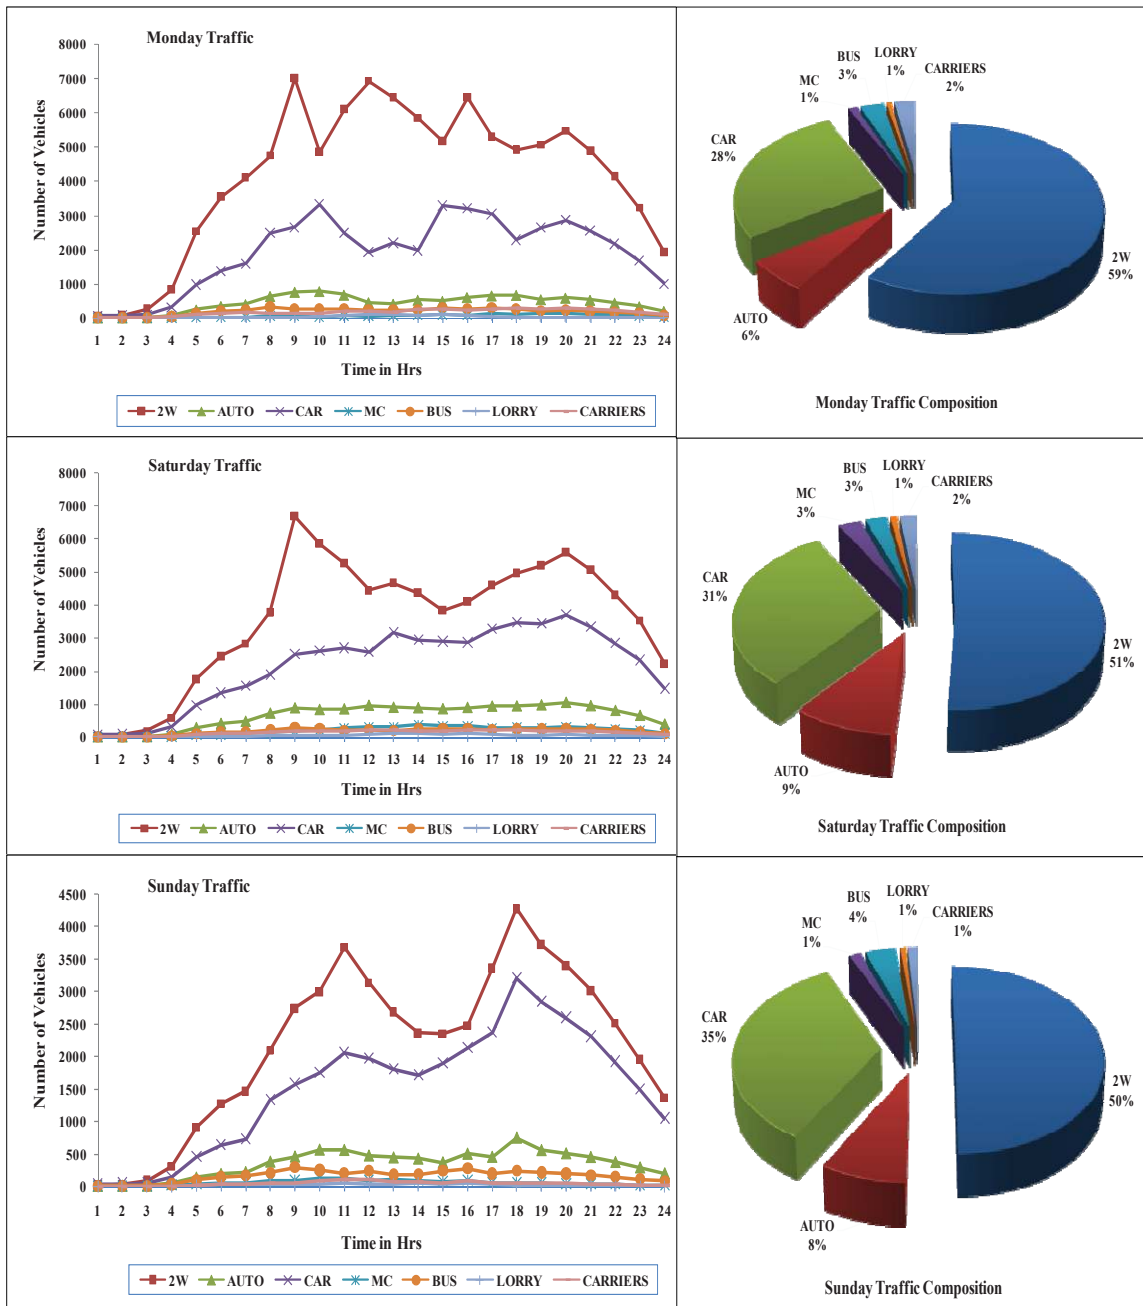 Monday Traffic
Number of Vehicles
8000
7000
6000
5000
4000
3000
2000
1000
0
1 2 3 4 5 6 7 8 9 10 11 12 13 14 15 16 17 18 19 20 21 22 23 24
Time in Hrs
2W AUTO CAR MC BUS LORRY CARRIERS
LORRY
1%
BUS
3%
CARRIERS
2%
MC
1%
CAR
28%
2W
59%
AUTO
6%
Monday Traffic Composition
Saturday Traffic
Number of Vehicles
8000
7000
6000
5000
4000
3000
2000
1000
0
1 2 3 4 5 6 7 8 9 10 11 12 13 14 15 16 17 18 19 20 21 22 23 24
Time in Hrs
2W AUTO CAR MC BUS LORRY CARRIERS
LORRY
1%
BUS
3%
CARRIERS
2%
MC
3%
CAR
31%
2W
51%
AUTO
9%
Saturday Traffic Composition
Sunday Traffic
Number of Vehicles
4500
4000
3500
3000
2500
2000
1500
1000
500
0
1 2 3 4 5 6 7 8 9 10 11 12 13 14 15 16 17 18 19 20 21 22 23 24
Time in Hrs
2W AUTO CAR MC BUS LORRY CARRIERS
LORRY
1%
BUS
4%
CARRIERS
1%
MC
1%
CAR
35%
2W
50%
AUTO
8%
Sunday Traffic Composition